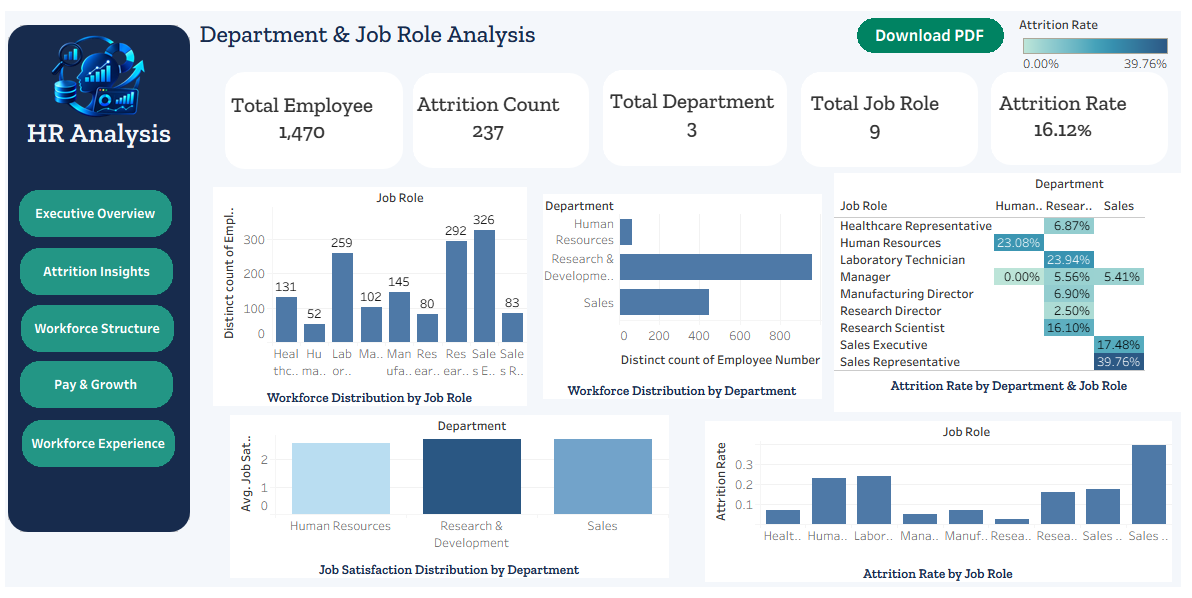 Department & Job Role Analysis
Download PDF
Attrition Rate
0.00% 39.76%
HR Analysis
Executive Overview
Attrition Insights
Workforce Structure
Pay & Growth
Workforce Experience
Total Employee
1,470
Attrition Count
237
Total Department
3
Total Job Role
9
Attrition Rate
16.12%
Job Role
Distinct count of Empl..
300
200
100
0
131
52
259
102
145
80
292
326
83
Heal
thc..
Hu
ma..
Lab
or..
Ma..
Man
ufa..
Res
ear..
Res
ear..
Sale
s E..
Sale
s R..
Workforce Distribution by Job Role
Department
Human
Resources
Research &
Developme..
Sales
0 200 400 600 800
Distinct count of Employee Number
Workforce Distribution by Department
Department
Job Role Human.. Resear.. Sales
Healthcare Representative 6.87%
Human Resources 23.08%
Laboratory Technician 23.94%
Manager 0.00% 5.56% 5.41%
Manufacturing Director 6.90%
Research Director 2.50%
Research Scientist 16.10%
Sales Executive 17.48%
Sales Representative 39.76%
Attrition Rate by Department & Job Role
Department
Avg. Job Sat..
2
1
0
Human Resources
Research &
Development
Sales
Job Satisfaction Distribution by Department
Job Role
Attrition Rate
0.3
0.2
0.1
Healt.. Huma.. Labor.. Mana.. Manuf.. Resea.. Resea.. Sales .. Sales ..
Attrition Rate by Job Role